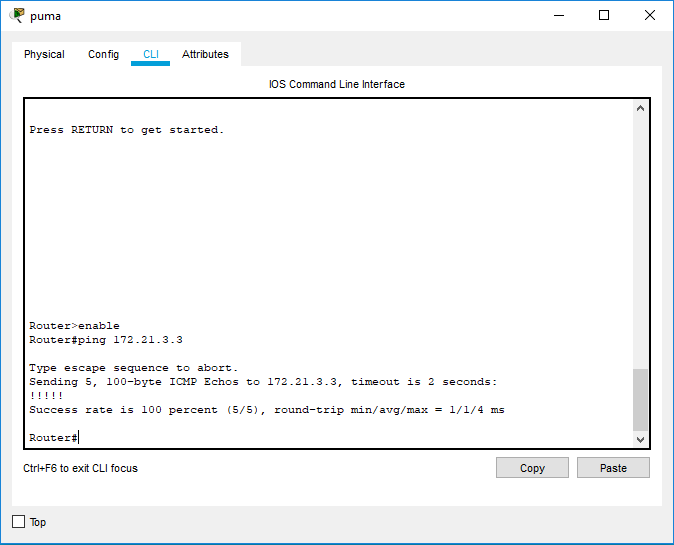 puma
Physical Config CLI Attributes
IOS Command Line Interface
Press RETURN to get started.
Router>enable
Router#ping 172.21.3.3
Type escape sequence to abort.
Sending 5, 100-byte ICMP Echos to 172.21.3.3, timeout is 2 seconds:
!!!!!
Success rate is 100 percent (5/5), round-trip min/avg/max = 1/1/4 ms
Router#
Ctrl+F6 to exit CLI focus Copy Paste
Top